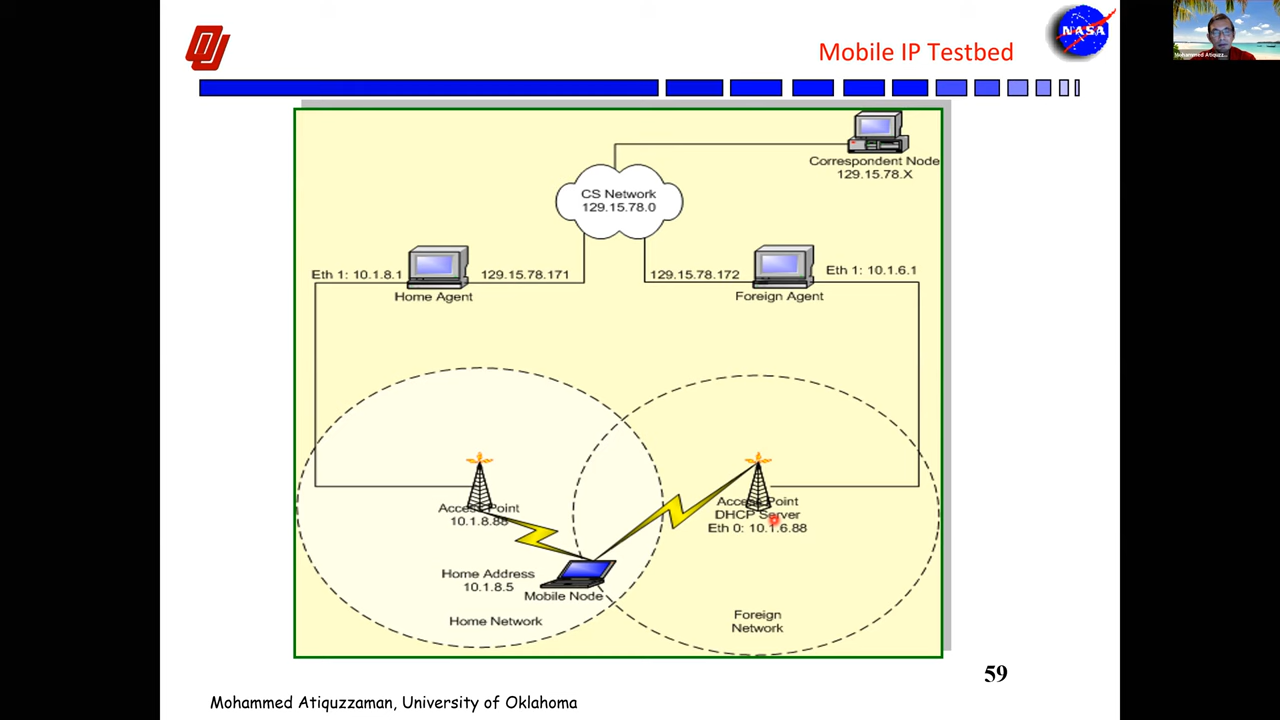 Mobile IP Testbed
NASA
Mohammed Atiquzz...
Correspondent Node
129.15.78.X
CS Network
129.15.78.0
Eth 1: 10.1.8.1
129.15.78.171
Home Agent
129.15.78.172
Eth 1: 10.1.6.1
Foreign Agent
Access Point
10.1.8.88
Access Point
DHCP Server
Eth 0: 10.1.6.88
Home Address
10.1.8.5
Mobile Node
Home Network
Foreign
Network
59
Mohammed Atiquzzaman, University of Oklahoma